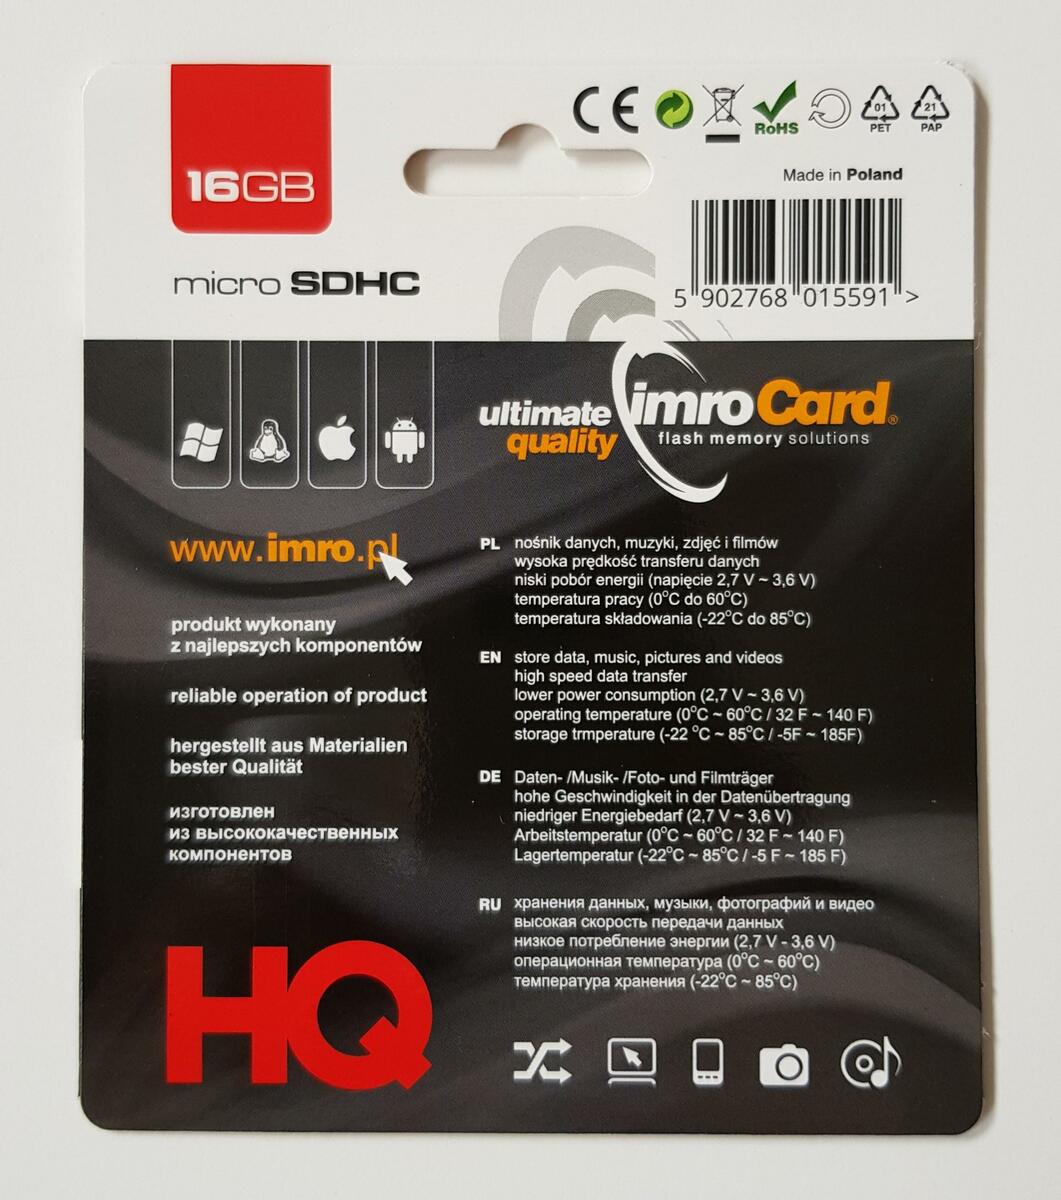 16GB
micro SDHC
CE
RoHS
01
PET
21
PAP
Made in Poland
5 902768 015591 >
ultimate
quality
imroCard®
flash memory solutions
www.imro.pl
produkt wykonany
z najlepszych komponentów
reliable operation of product
hergestellt aus Materialien
bester Qualität
изготовлен
из высококачественных
компонентов
HQ
PL nośnik danych, muzyki, zdjęć i filmów
wysoka prędkość transferu danych
niski pobór energii (napięcie 2,7 V ~ 3,6 V)
temperatura pracy (0°C do 60°C)
temperatura składowania (-22°C do 85°C)
EN store data, music, pictures and videos
high speed data transfer
lower power consumption (2,7 V ~ 3,6 V)
operating temperature (0°C ~ 60°C / 32 F ~ 140 F)
storage trmperature (-22 °C ~ 85°C / -5F ~ 185F)
DE Daten- /Musik- /Foto- und Filmträger
hohe Geschwindigkeit in der Datenübertragung
niedriger Energiebedarf (2,7 V ~ 3,6 V)
Arbeitstemperatur (0°C ~ 60°C / 32 F ~ 140 F)
Lagertemperatur (-22°C ~ 85°C / -5 F ~ 185 F)
RU хранения данных, музыки, фотографий и видео
высокая скорость передачи данных
низкое потребление энергии (2,7 V - 3,6 V)
операционная температура (0°C ~ 60°C)
температура хранения (-22°C ~ 85°C)